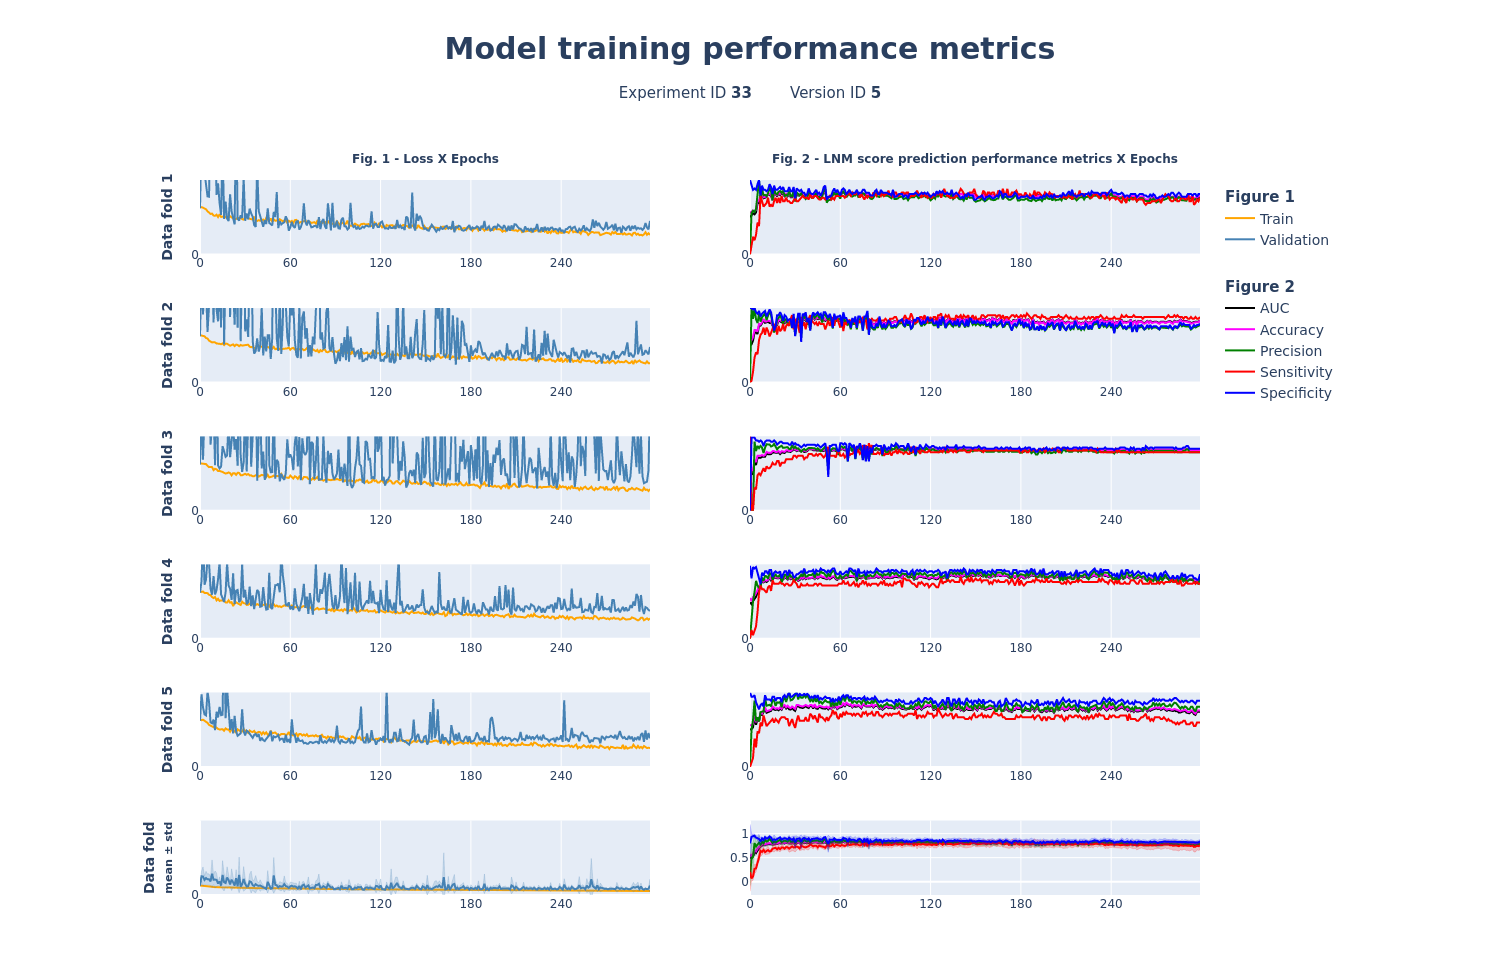 Model training performance metrics
Experiment ID 33 Version ID 5
Fig. 1 - Loss X Epochs
Fig. 2 - LNM score prediction performance metrics X Epochs
Data fold 1
0
0 60 120 180 240
0
0 60 120 180 240
Figure 1
Train
Validation
Figure 2
AUC
Accuracy
Precision
Sensitivity
Specificity
Data fold 2
0
0 60 120 180 240
0
0 60 120 180 240
Data fold 3
0
0 60 120 180 240
0
0 60 120 180 240
Data fold 4
0
0 60 120 180 240
0
0 60 120 180 240
Data fold 5
0
0 60 120 180 240
0
0 60 120 180 240
Data fold
mean ± std
0
0 60 120 180 240
1
0.5
0
0 60 120 180 240